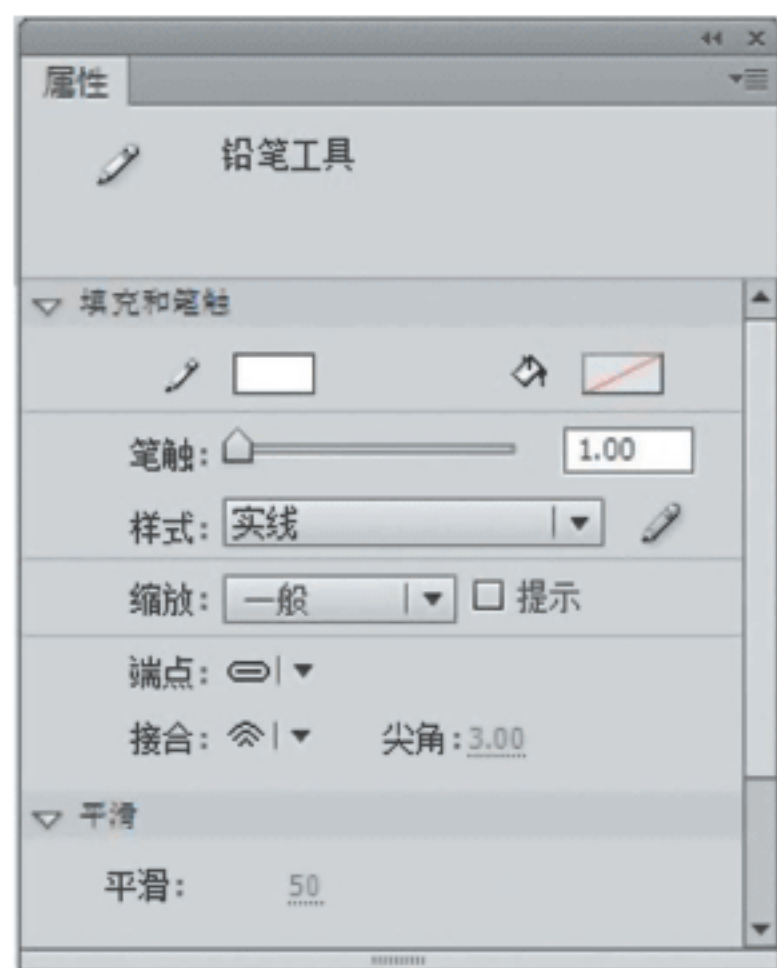 属性
铅笔工具
填充和笔触
笔触: 1.00
样式: 实线
缩放: 一般 提示
端点:
接合: 尖角: 3.00
平滑
平滑: 50